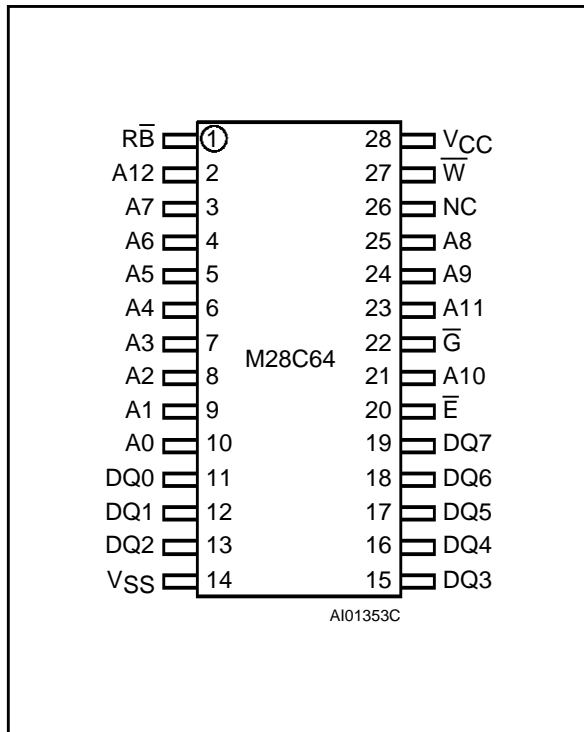 RB̅ 1 28 VCC
A12 2 27 W̅
A7 3 26 NC
A6 4 25 A8
A5 5 24 A9
A4 6 23 A11
A3 7 22 G̅
M28C64
A2 8 21 A10
A1 9 20 E̅
A0 10 19 DQ7
DQ0 11 18 DQ6
DQ1 12 17 DQ5
DQ2 13 16 DQ4
VSS 14 15 DQ3
AI01353C